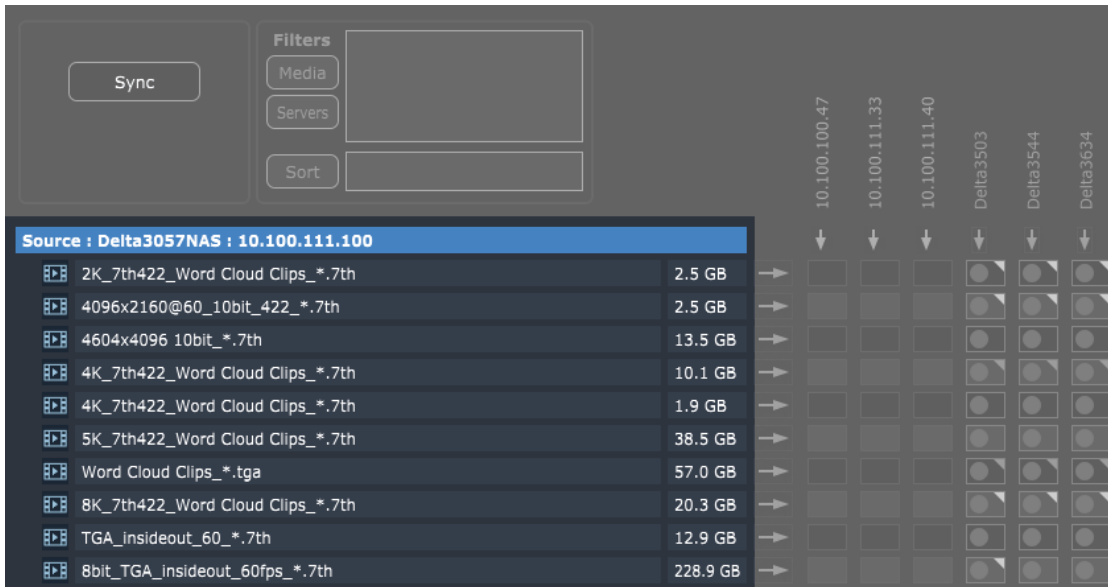 Filters
Media
Sync
Servers
Sort
10.100.100.47
10.100.111.33
10.100.111.40
Delta3503
Delta3544
Delta3634
Source : Delta3057NAS : 10.100.111.100
2K_7th422_Word Cloud Clips_*.7th 2.5 GB
4096x2160@60_10bit_422_*.7th 2.5 GB
4604x4096 10bit_*.7th 13.5 GB
4K_7th422_Word Cloud Clips_*.7th 10.1 GB
4K_7th422_Word Cloud Clips_*.7th 1.9 GB
5K_7th422_Word Cloud Clips_*.7th 38.5 GB
Word Cloud Clips_*.tga 57.0 GB
8K_7th422_Word Cloud Clips_*.7th 20.3 GB
TGA_insideout_60_*.7th 12.9 GB
8bit_TGA_insideout_60fps_*.7th 228.9 GB